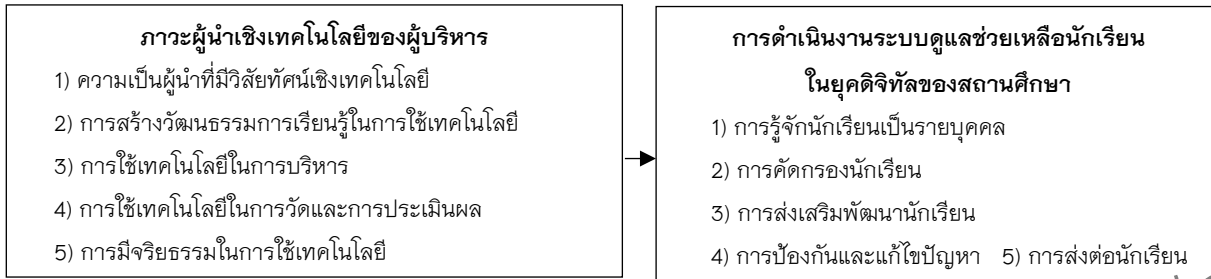 ภาวะผู้นำเชิงเทคโนโลยีของผู้บริหาร
1) ความเป็นผู้นำที่มีวิสัยทัศน์เชิงเทคโนโลยี
2) การสร้างวัฒนธรรมการเรียนรู้ในการใช้เทคโนโลยี
3) การใช้เทคโนโลยีในการบริหาร
4) การใช้เทคโนโลยีในการวัดและการประเมินผล
5) การมีจริยธรรมในการใช้เทคโนโลยี
การดำเนินงานระบบดูแลช่วยเหลือนักเรียน
ในยุคดิจิทัลของสถานศึกษา
1) การรู้จักนักเรียนเป็นรายบุคคล
2) การคัดกรองนักเรียน
3) การส่งเสริมพัฒนานักเรียน
4) การป้องกันและแก้ไขปัญหา 5) การส่งต่อนักเรียน